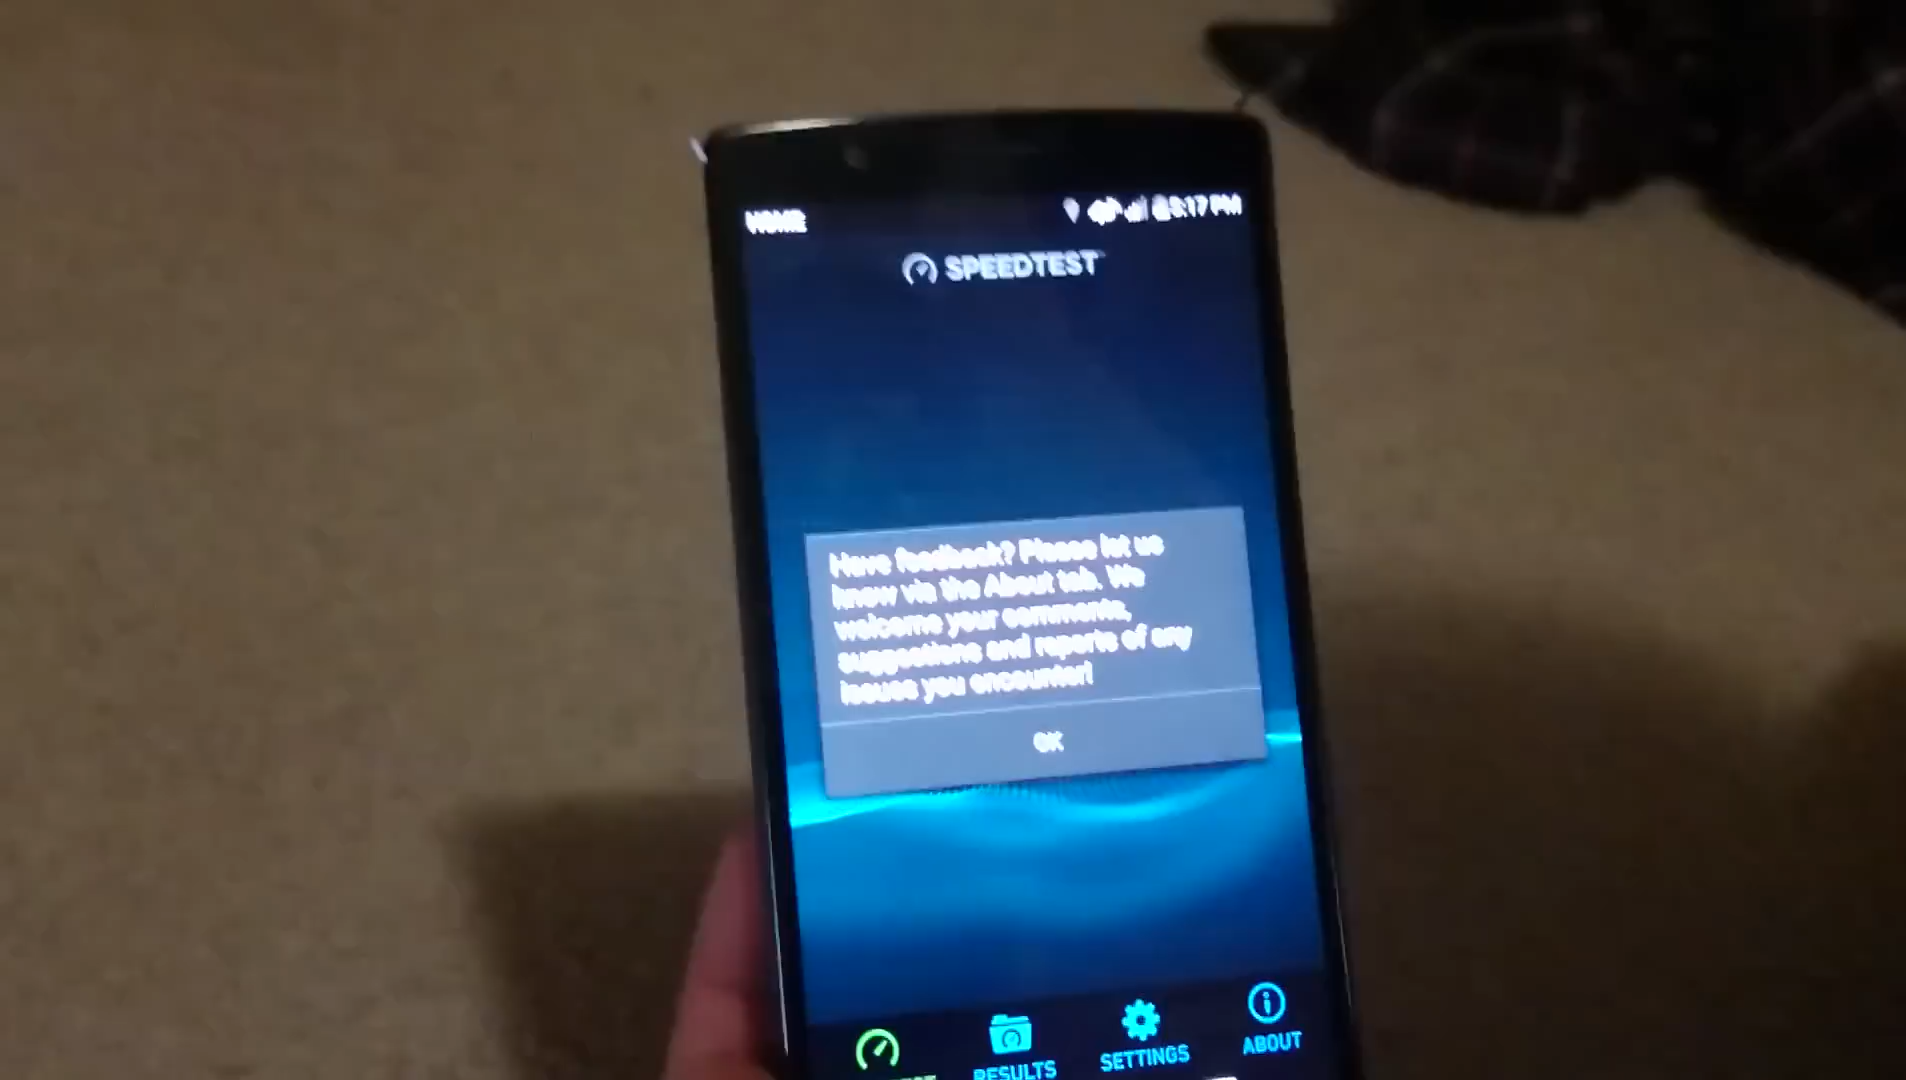 SPEEDTEST
Have feedback? Please let us
know via the About tab. We
welcome your comments,
suggestions and reports of any
issues you encounter!
OK
RESULTS
SETTINGS
ABOUT